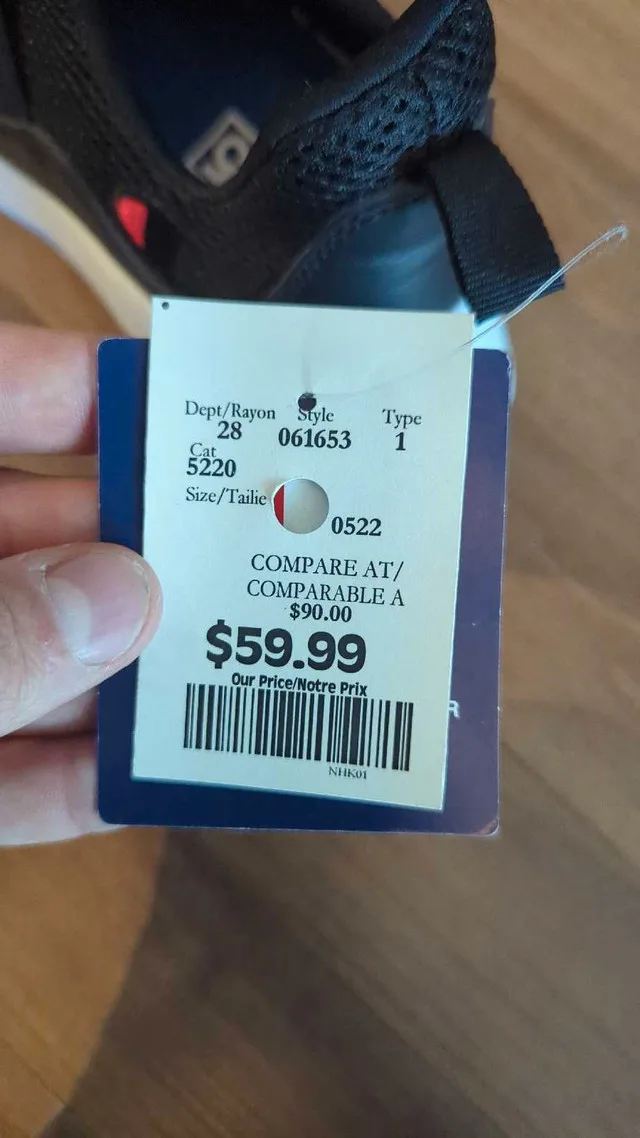 Dept/Rayon Style Type
28 061653 1
Cat
5220
Size/Tailie
0522
COMPARE AT/
COMPARABLE A
$90.00
$59.99
Our Price/Notre Prix
NHK01
R